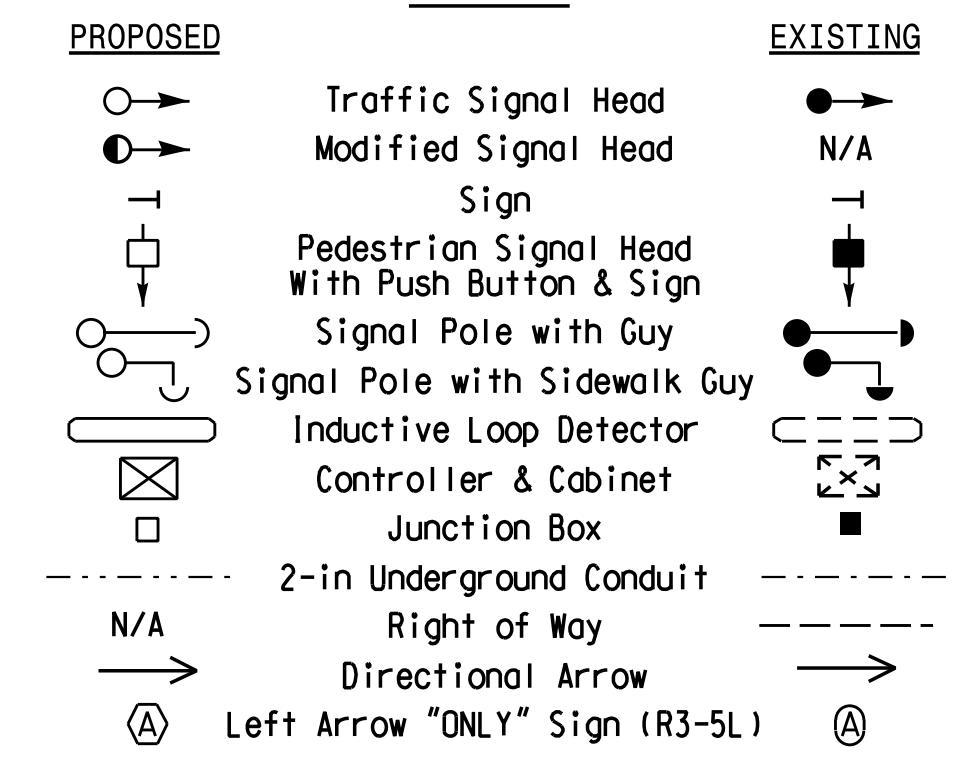 PROPOSED EXISTING
Traffic Signal Head
Modified Signal Head N/A
Sign
Pedestrian Signal Head
With Push Button & Sign
Signal Pole with Guy
Signal Pole with Sidewalk Guy
Inductive Loop Detector
Controller & Cabinet
Junction Box
2-in Underground Conduit
N/A Right of Way
Directional Arrow
A Left Arrow "ONLY" Sign (R3-5L) A